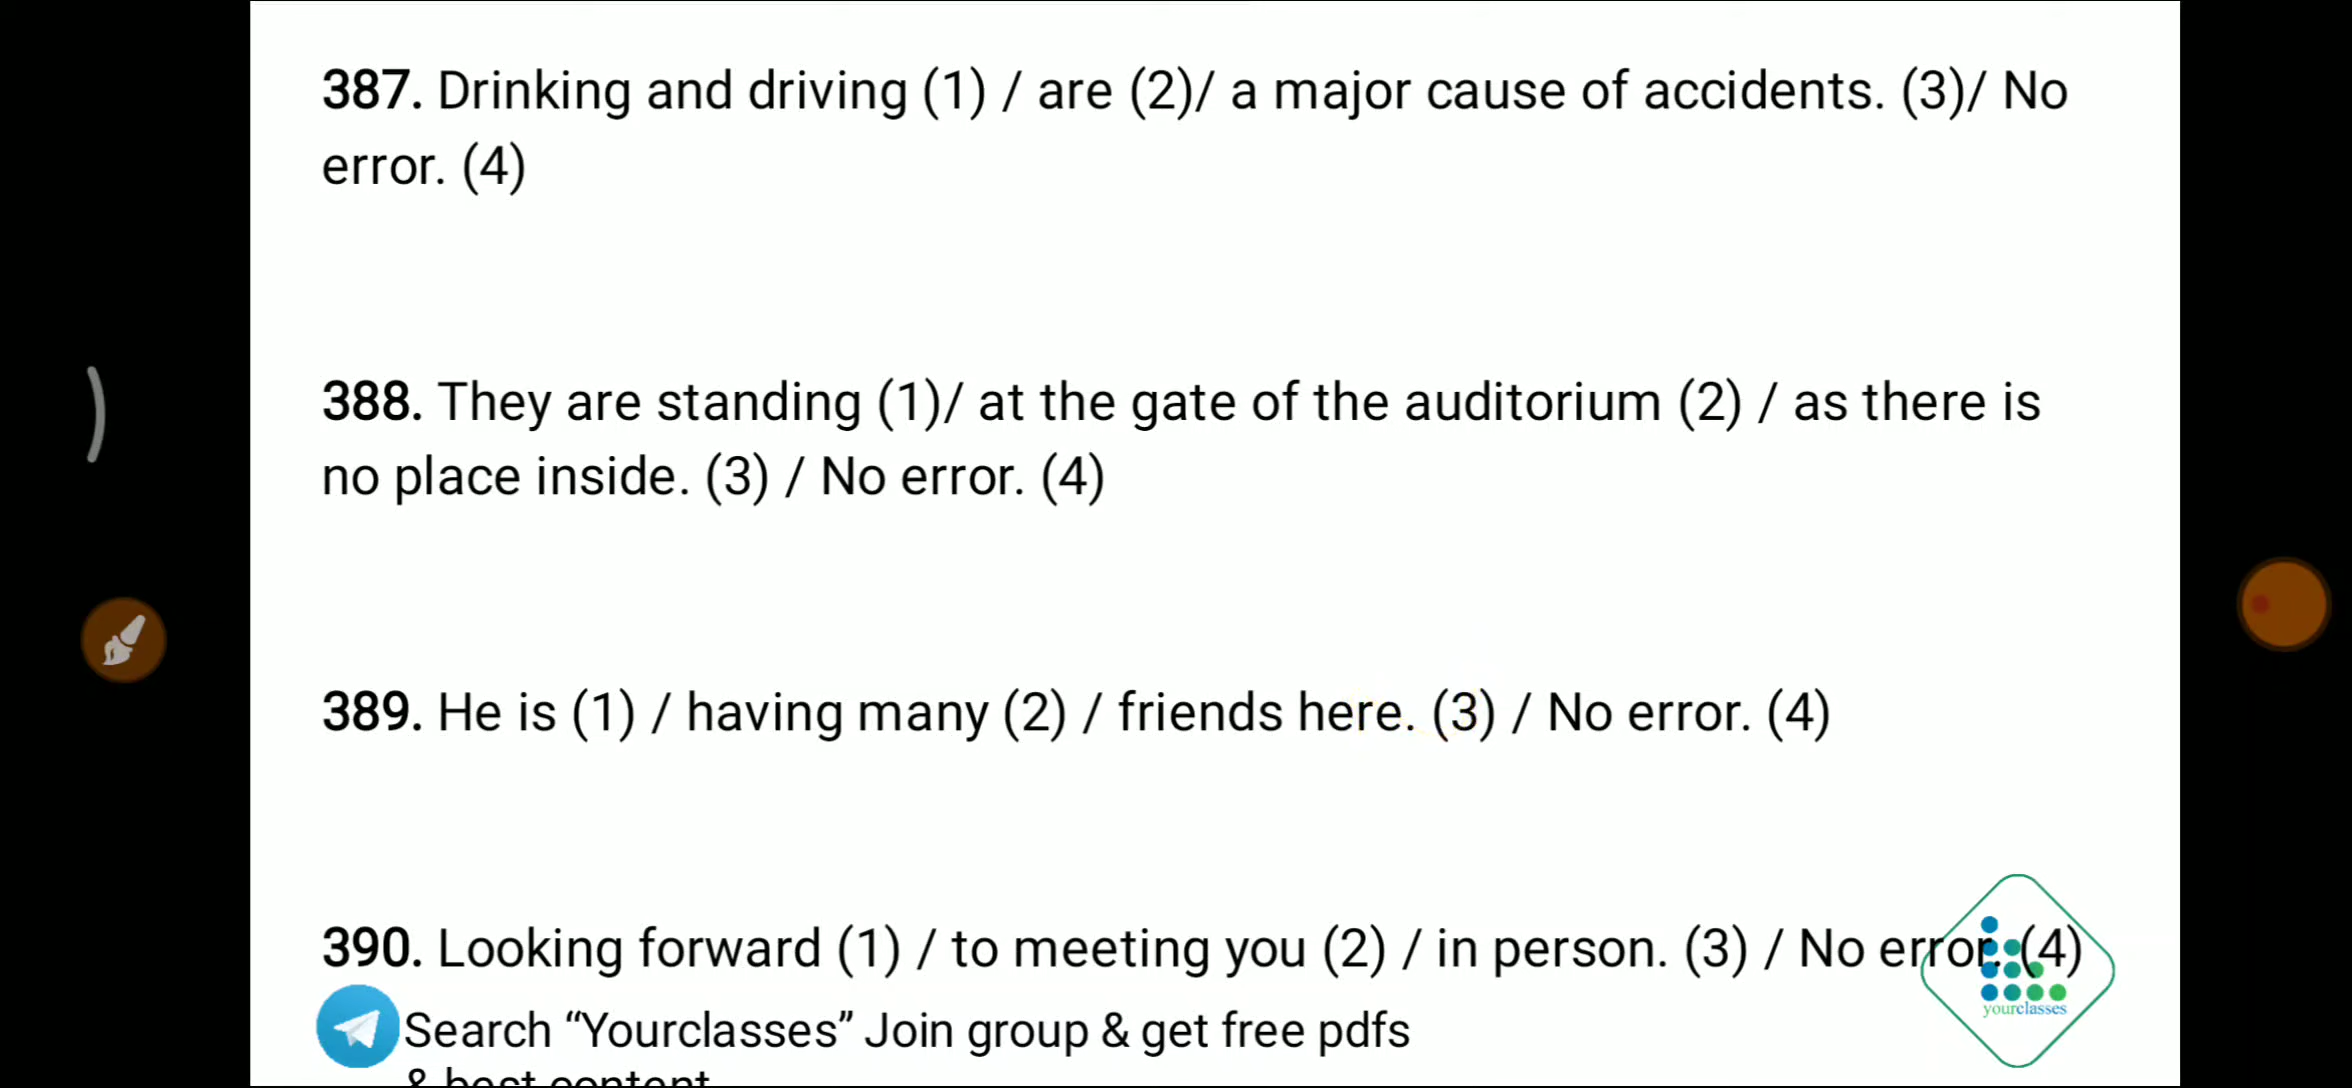 387. Drinking and driving (1) / are (2)/ a major cause of accidents. (3)/ No
error. (4)
388. They are standing (1)/ at the gate of the auditorium (2) / as there is
no place inside. (3) / No error. (4)
389. He is (1) / having many (2) / friends here. (3) / No error. (4)
390. Looking forward (1) / to meeting you (2) / in person. (3) / No error. (4)
yourclasses
Search “Yourclasses” Join group & get free pdfs
& best content